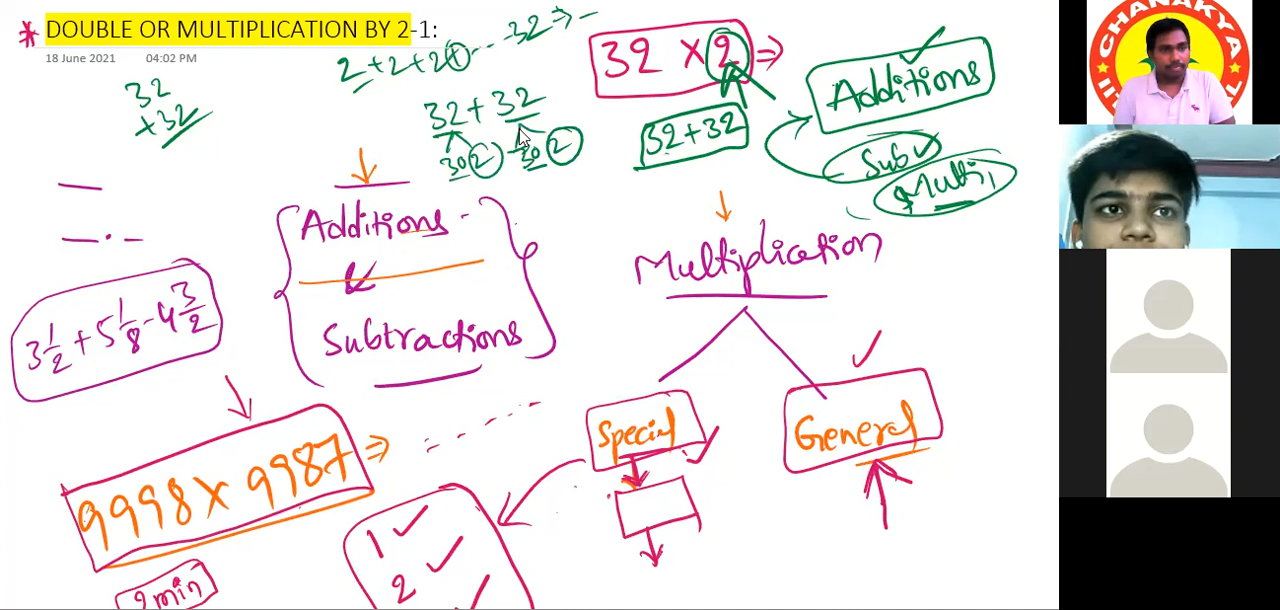 DOUBLE OR MULTIPLICATION BY 2-1:
18 June 2021 04:02 PM
32
+32
2+2+2+ - - - 32 ⇒ -
32+32
30 2 30 2
32 × 2 ⇒
32+32
Additions
Sub
Multi,
Additions
Subtractions
3 1/2 + 5 1/8 - 4 3/2
Multiplication
Special
General
9998 × 9987 ⇒
1 ✓
2 ✓
CHANAKYA